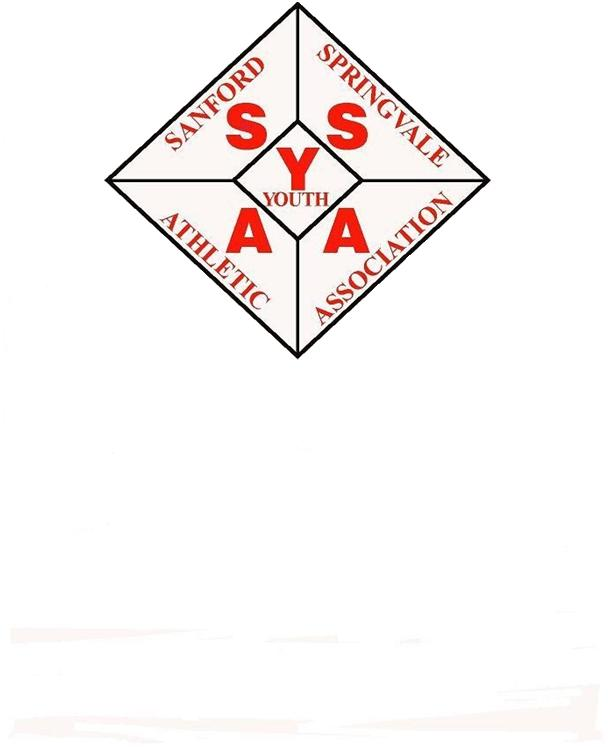 SANFORD
SPRINGVALE
S S
Y
YOUTH
A A
ATHLETIC
ASSOCIATION